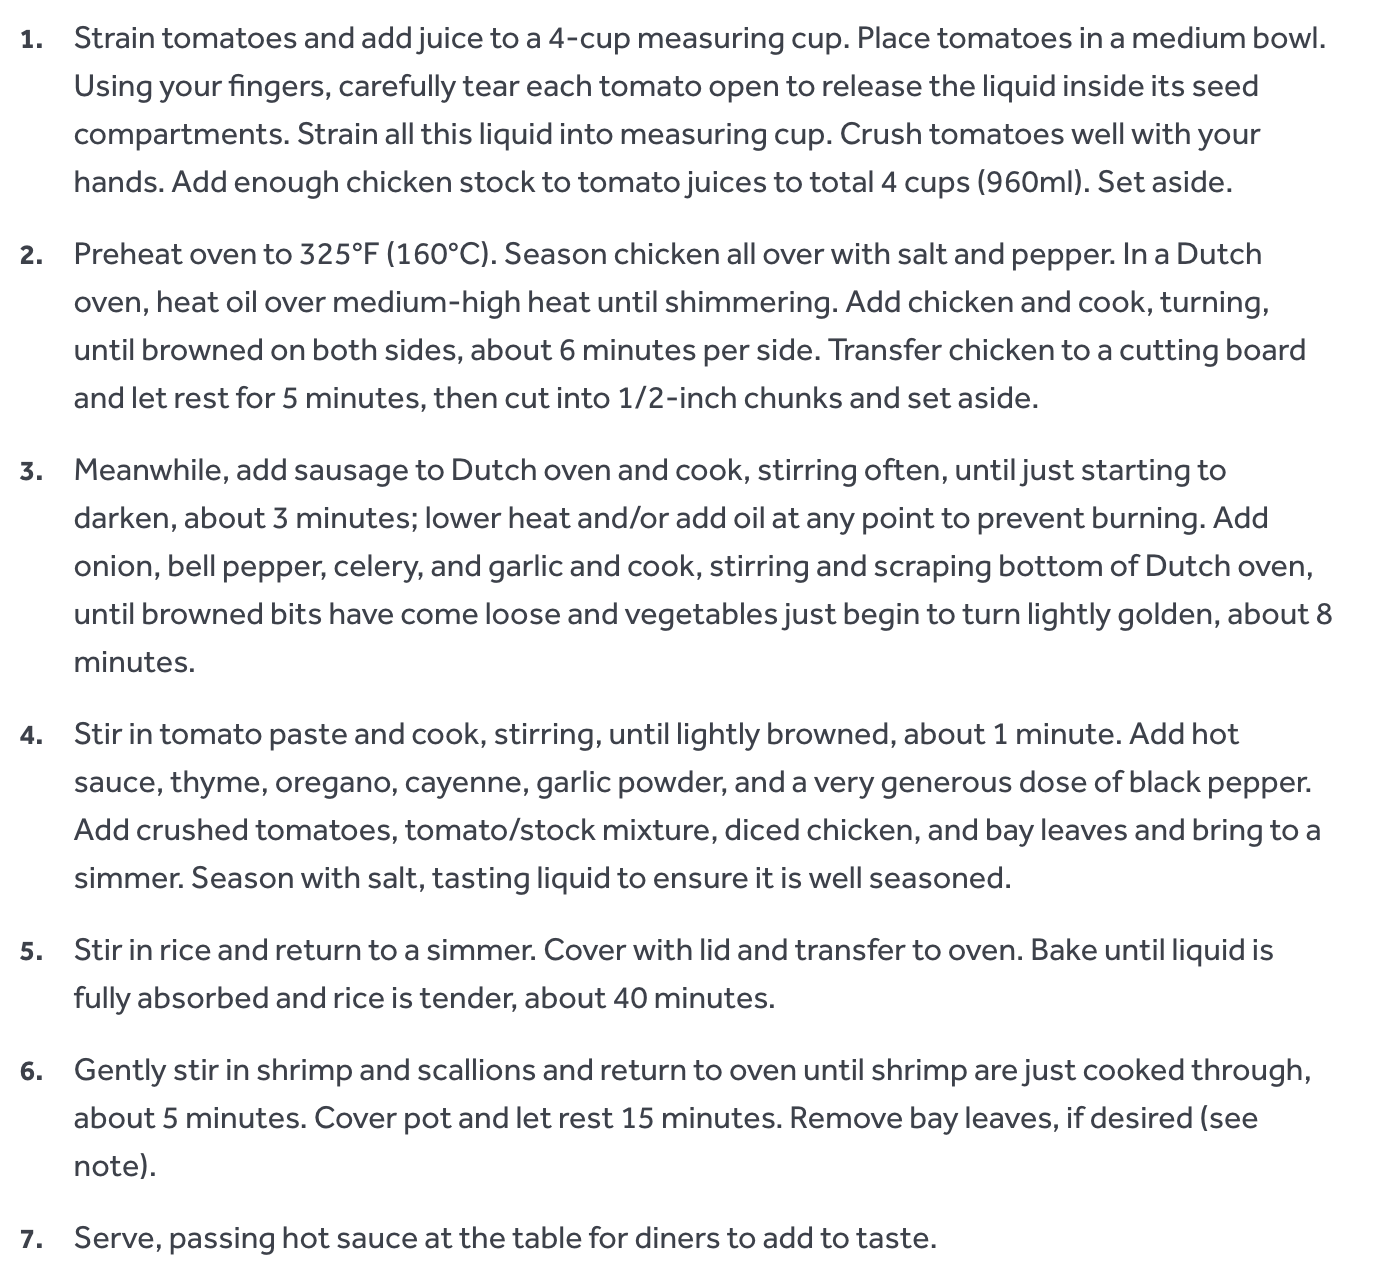 1. Strain tomatoes and add juice to a 4-cup measuring cup. Place tomatoes in a medium bowl.
Using your fingers, carefully tear each tomato open to release the liquid inside its seed
compartments. Strain all this liquid into measuring cup. Crush tomatoes well with your
hands. Add enough chicken stock to tomato juices to total 4 cups (960ml). Set aside.
2. Preheat oven to 325°F (160°C). Season chicken all over with salt and pepper. In a Dutch
oven, heat oil over medium-high heat until shimmering. Add chicken and cook, turning,
until browned on both sides, about 6 minutes per side. Transfer chicken to a cutting board
and let rest for 5 minutes, then cut into 1/2-inch chunks and set aside.
3. Meanwhile, add sausage to Dutch oven and cook, stirring often, until just starting to
darken, about 3 minutes; lower heat and/or add oil at any point to prevent burning. Add
onion, bell pepper, celery, and garlic and cook, stirring and scraping bottom of Dutch oven,
until browned bits have come loose and vegetables just begin to turn lightly golden, about 8
minutes.
4. Stir in tomato paste and cook, stirring, until lightly browned, about 1 minute. Add hot
sauce, thyme, oregano, cayenne, garlic powder, and a very generous dose of black pepper.
Add crushed tomatoes, tomato/stock mixture, diced chicken, and bay leaves and bring to a
simmer. Season with salt, tasting liquid to ensure it is well seasoned.
5. Stir in rice and return to a simmer. Cover with lid and transfer to oven. Bake until liquid is
fully absorbed and rice is tender, about 40 minutes.
6. Gently stir in shrimp and scallions and return to oven until shrimp are just cooked through,
about 5 minutes. Cover pot and let rest 15 minutes. Remove bay leaves, if desired (see
note).
7. Serve, passing hot sauce at the table for diners to add to taste.